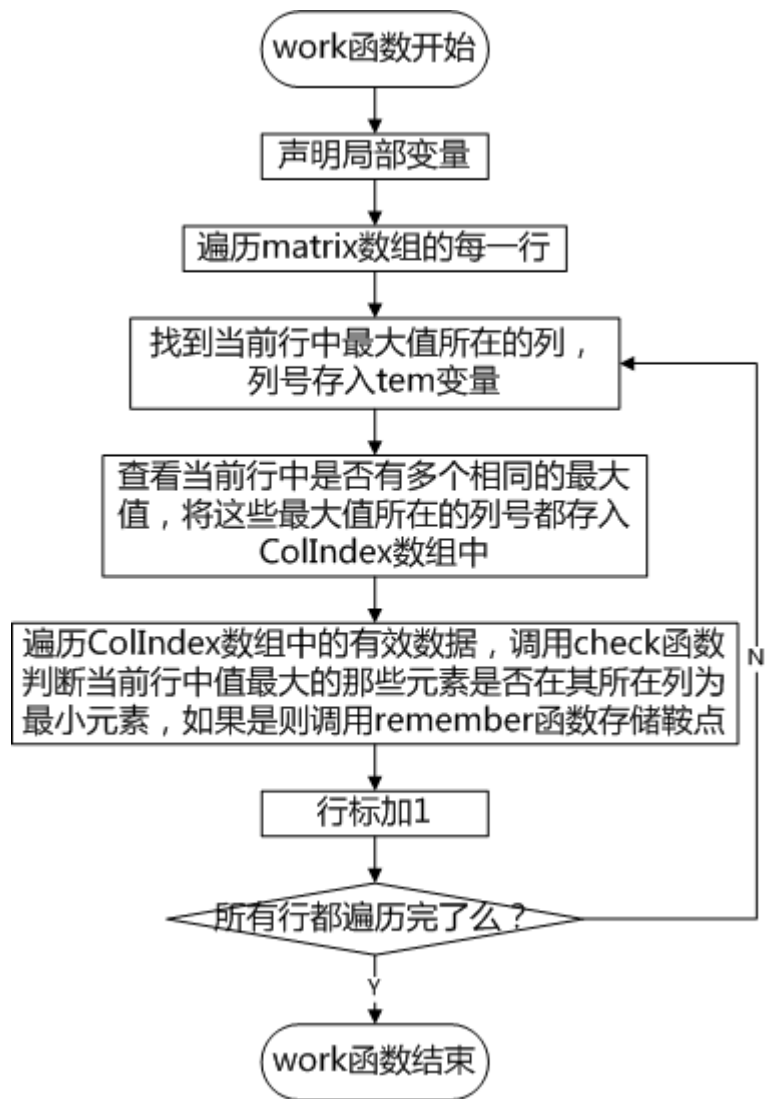 work函数开始
声明局部变量
遍历matrix数组的每一行
找到当前行中最大值所在的列，
列号存入tem变量
查看当前行中是否有多个相同的最大
值，将这些最大值所在的列号都存入
ColIndex数组中
遍历ColIndex数组中的有效数据，调用check函数
判断当前行中值最大的那些元素是否在其所在列为
最小元素，如果是则调用remember函数存储鞍点
N
行标加1
所有行都遍历完了么？
Y
work函数结束